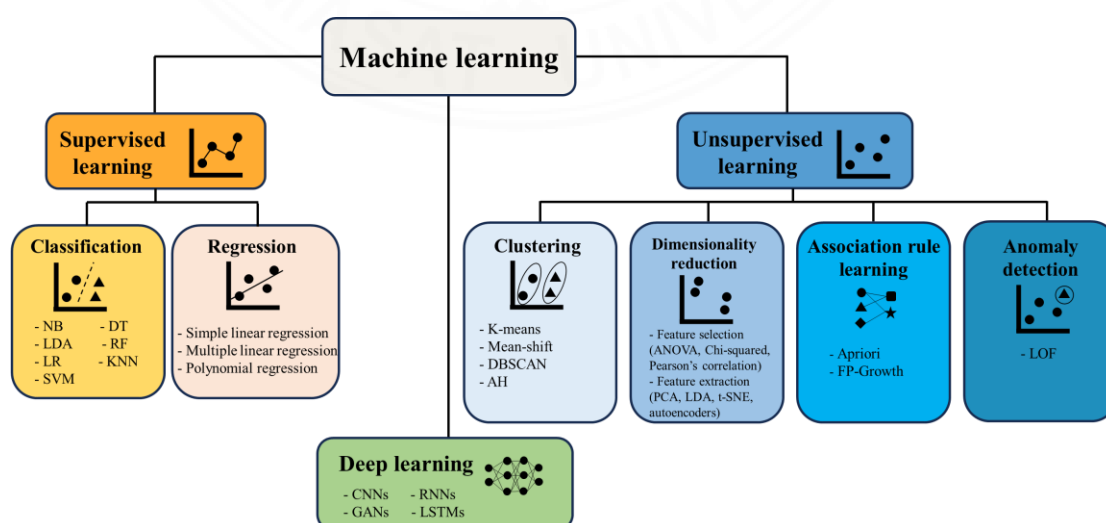 Machine learning
Supervised
learning
Unsupervised
learning
Classification
- NB - DT
- LDA - RF
- LR - KNN
- SVM
Regression
- Simple linear regression
- Multiple linear regression
- Polynomial regression
Clustering
- K-means
- Mean-shift
- DBSCAN
- AH
Dimensionality
reduction
- Feature selection
(ANOVA, Chi-squared,
Pearson's correlation)
- Feature extraction
(PCA, LDA, t-SNE,
autoencoders)
Association rule
learning
- Apriori
- FP-Growth
Anomaly
detection
- LOF
Deep learning
- CNNs - RNNs
- GANs - LSTMs